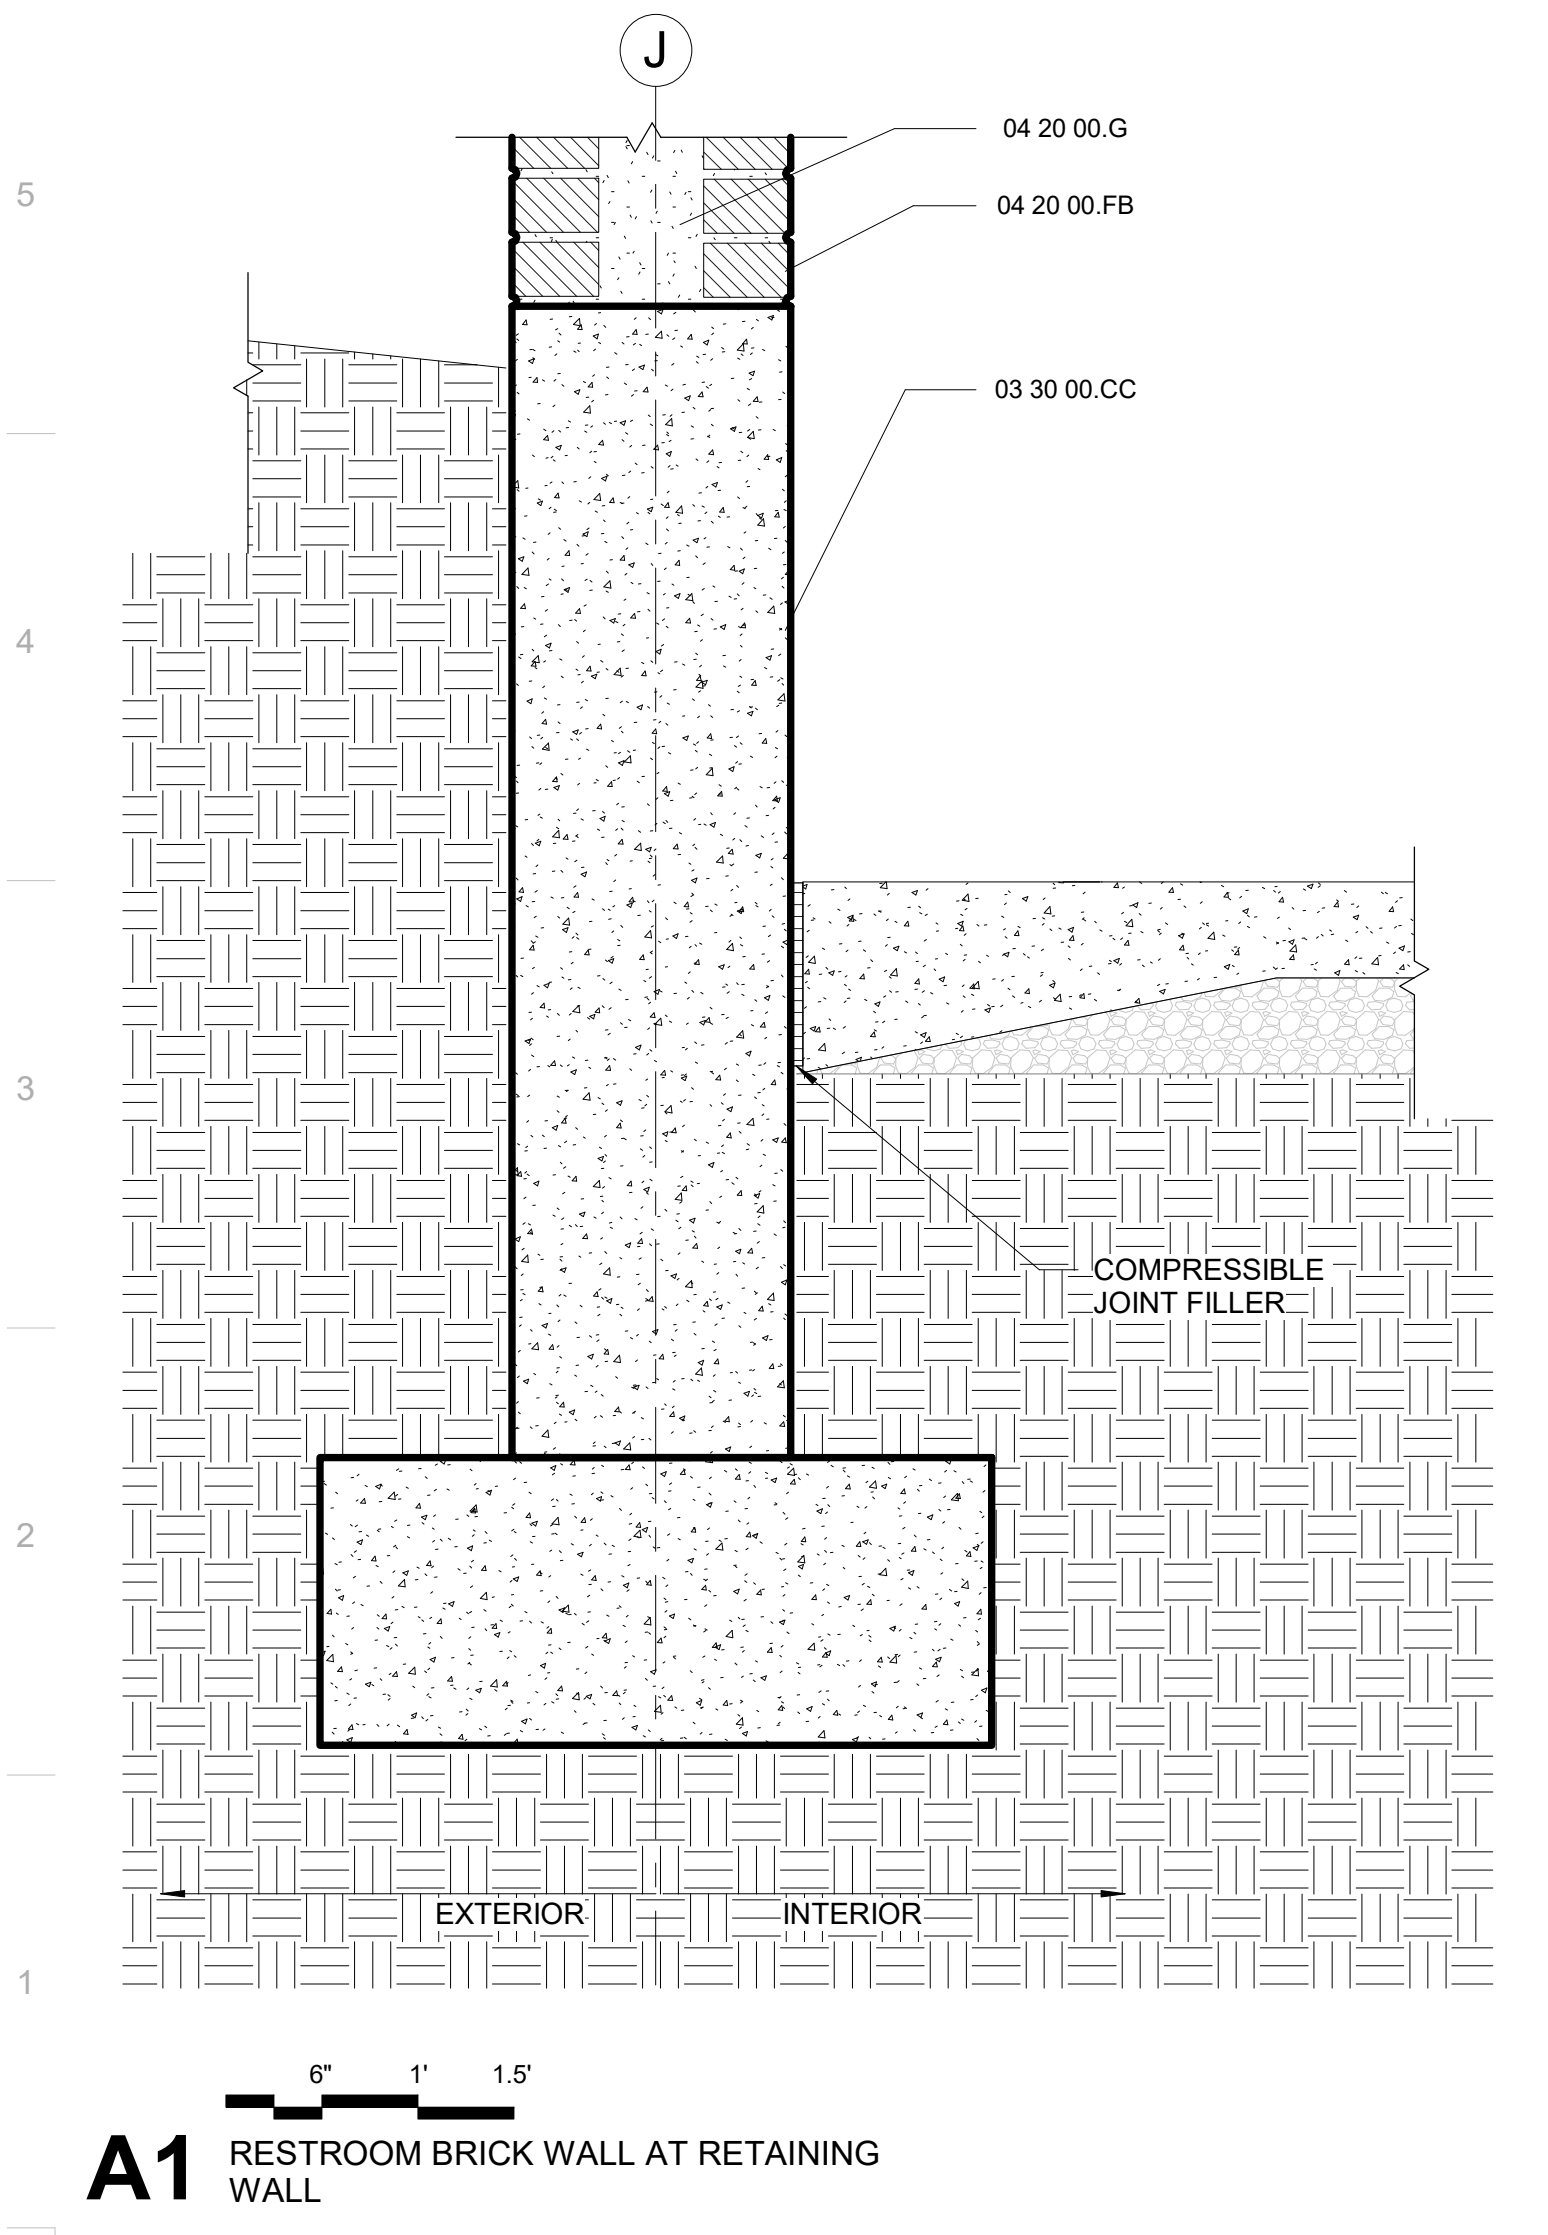 J
04 20 00.G
5
04 20 00.FB
03 30 00.CC
4
3
COMPRESSIBLE
JOINT FILLER
2
EXTERIOR INTERIOR
1
6" 1' 1.5'
A1 RESTROOM BRICK WALL AT RETAINING
WALL